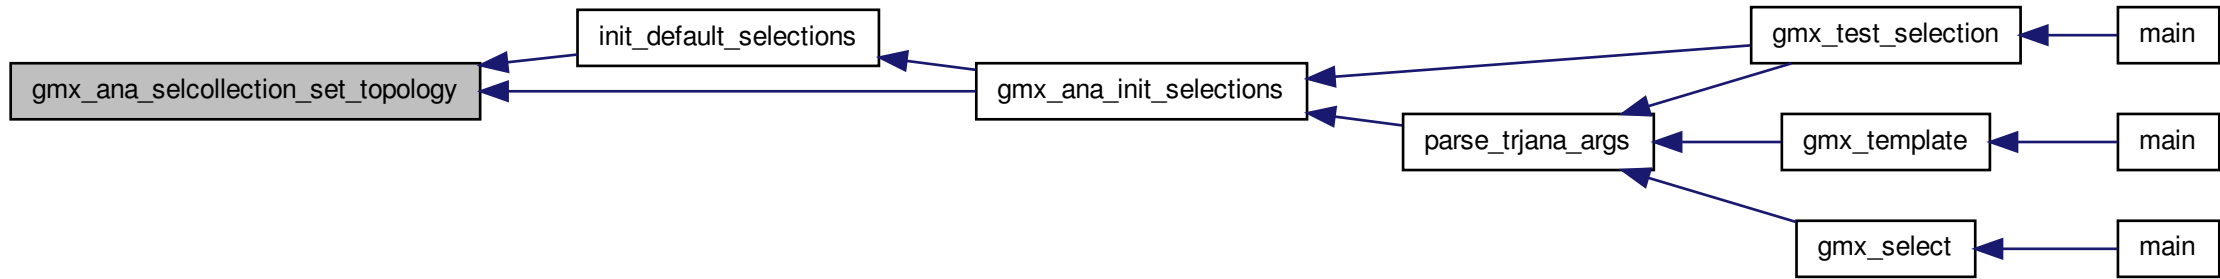 gmx_ana_selcollection_set_topology
init_default_selections
gmx_ana_init_selections
gmx_test_selection
main
parse_trjana_args
gmx_template
main
gmx_select
main